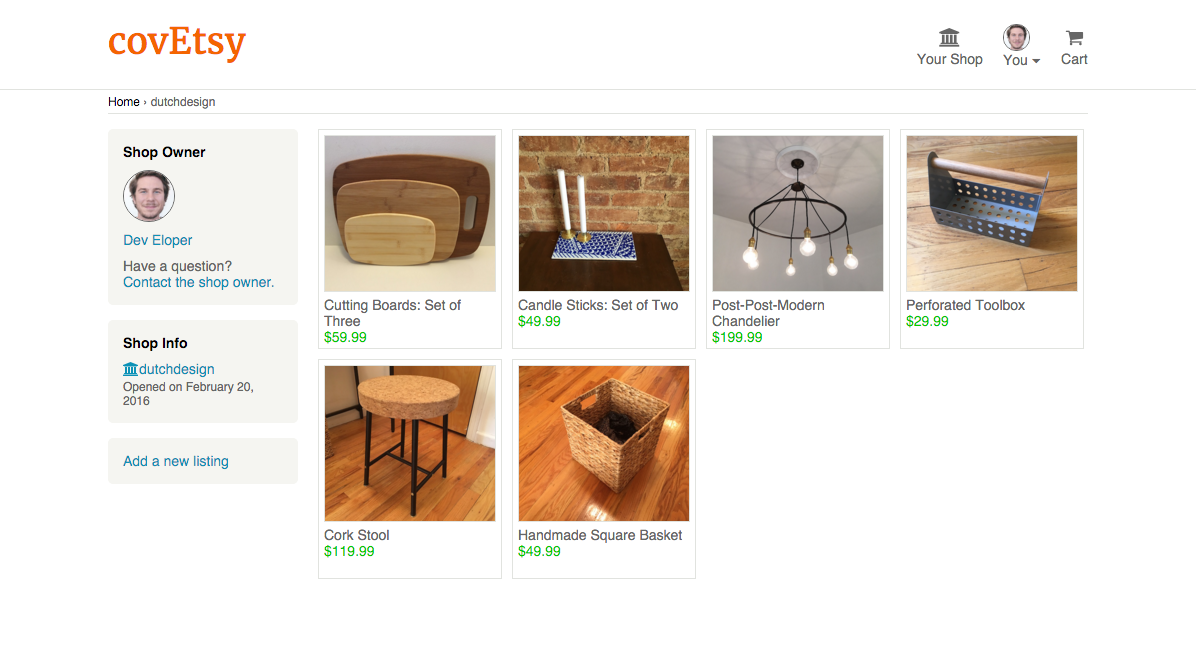 covEtsy
Your Shop
You
Cart
Home › dutchdesign
Shop Owner
Dev Eloper
Have a question?
Contact the shop owner.
Shop Info
dutchdesign
Opened on February 20,
2016
Add a new listing
Cutting Boards: Set of
Three
$59.99
Candle Sticks: Set of Two
$49.99
Post-Post-Modern
Chandelier
$199.99
Perforated Toolbox
$29.99
Cork Stool
$119.99
Handmade Square Basket
$49.99